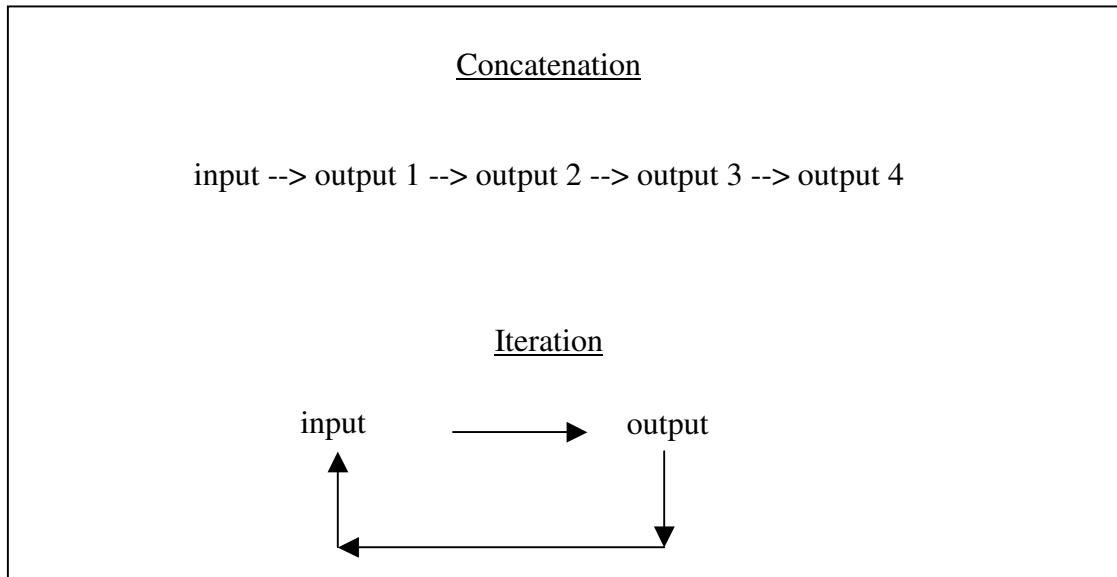 Concatenation
input --> output 1 --> output 2 --> output 3 --> output 4
Iteration
input output